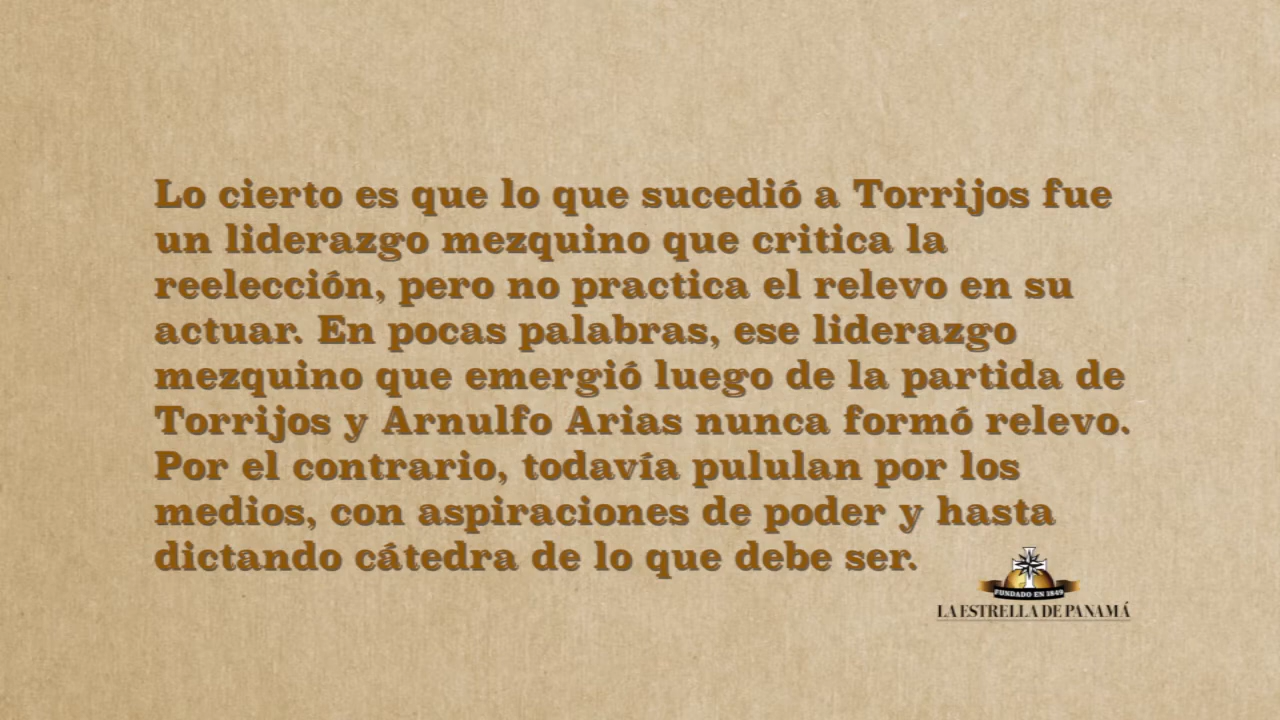 Lo cierto es que lo que sucedió a Torrijos fue
un liderazgo mezquino que critica la
reelección, pero no practica el relevo en su
actuar. En pocas palabras, ese liderazgo
mezquino que emergió luego de la partida de
Torrijos y Arnulfo Arias nunca formó relevo.
Por el contrario, todavía pululan por los
medios, con aspiraciones de poder y hasta
dictando cátedra de lo que debe ser.
FUNDADO EN 1849
LA ESTRELLA DE PANAMÁ